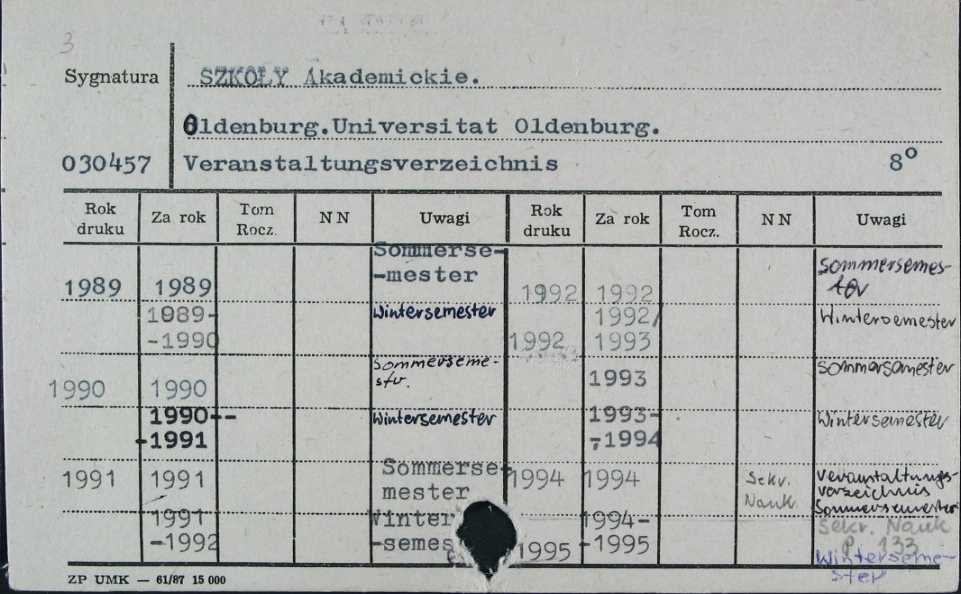 3
Sygnatura SZKOŁY Akademickie.
Oldenburg.Universitat Oldenburg.
030457 Veranstaltungsverzeichnis 8º
Rok druku Za rok Tom Rocz. NN Uwagi Rok druku Za rok Tom Rocz. NN Uwagi
1989 1989 Sommerse-
-mester
1989-
-1990 Wintersemester
1990 1990 Sommerseme-
str.
1990--
-1991 Wintersemester
1991 1991 Sommerse-
mester
1991
-1992 Winter
-semes
1992 1992 Sommersemes-
ter
1992 1992/
1993 Wintersemester
1993 Sommersemester
1993-
-1994 Wintersemester
1994 1994 Sekr.
Nauk. Veranstaltungs-
verzeichnis
Sommersemester
1995 1994-
-1995 Sekr. Nauk
p. 133
Winterseme-
ster
ZP UMK — 61/87 15 000